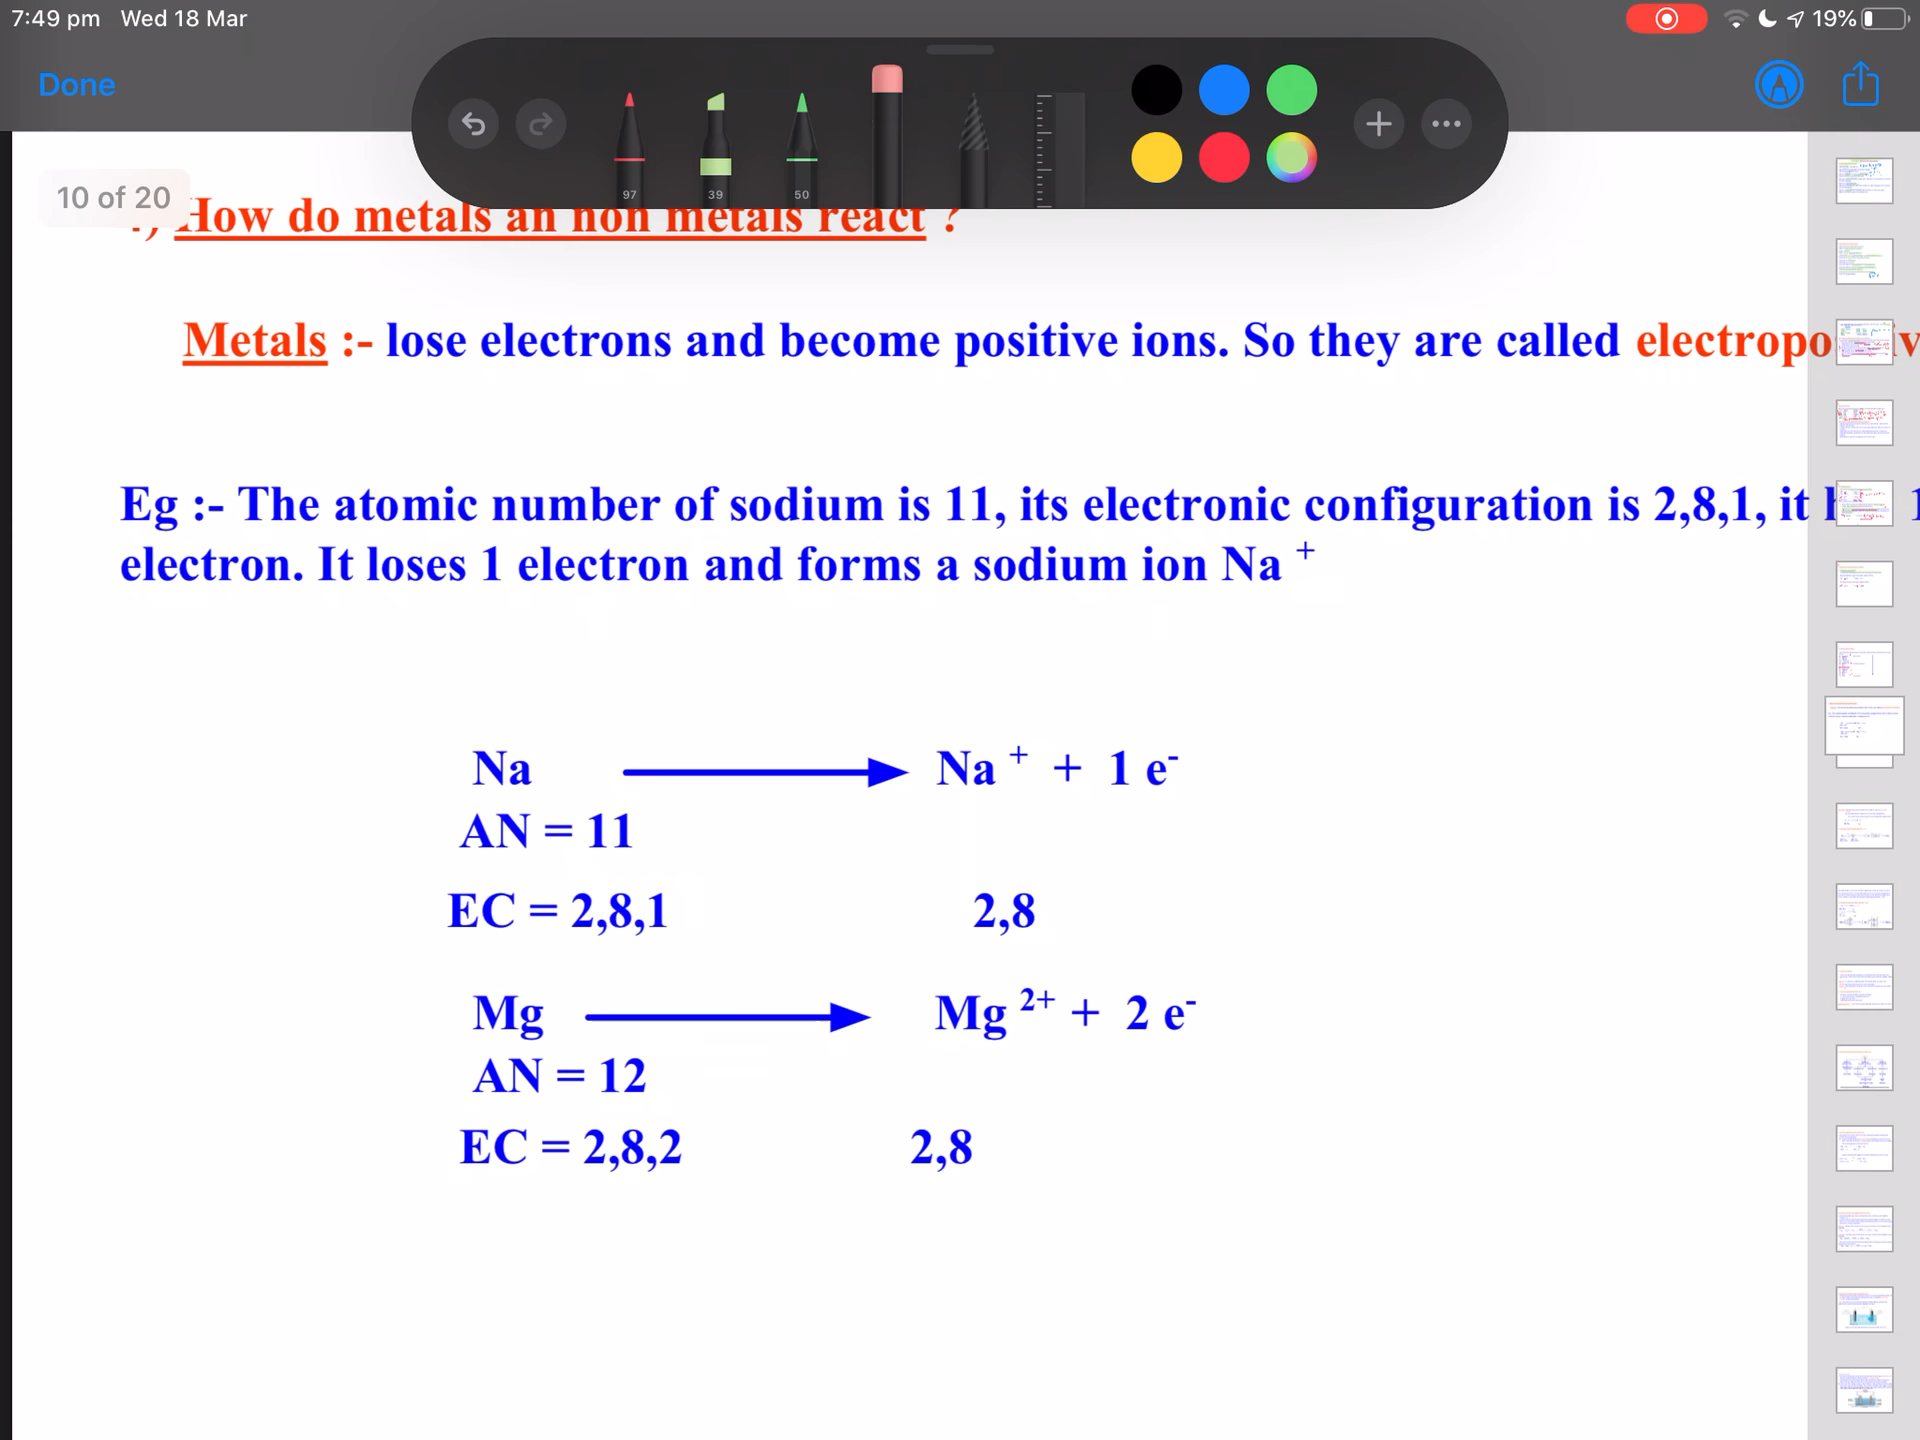 7:49 pm Wed 18 Mar
19%
Done
97 39 50
10 of 20
How do metals an non metals react ?
Metals :- lose electrons and become positive ions. So they are called
Eg :- The atomic number of sodium is 11, its electronic configuration is 2,8,1, it
electron. It loses 1 electron and forms a sodium ion Na +
Na Na + + 1 e-
AN = 11
EC = 2,8,1 2,8
Mg Mg 2+ + 2 e-
AN = 12
EC = 2,8,2 2,8